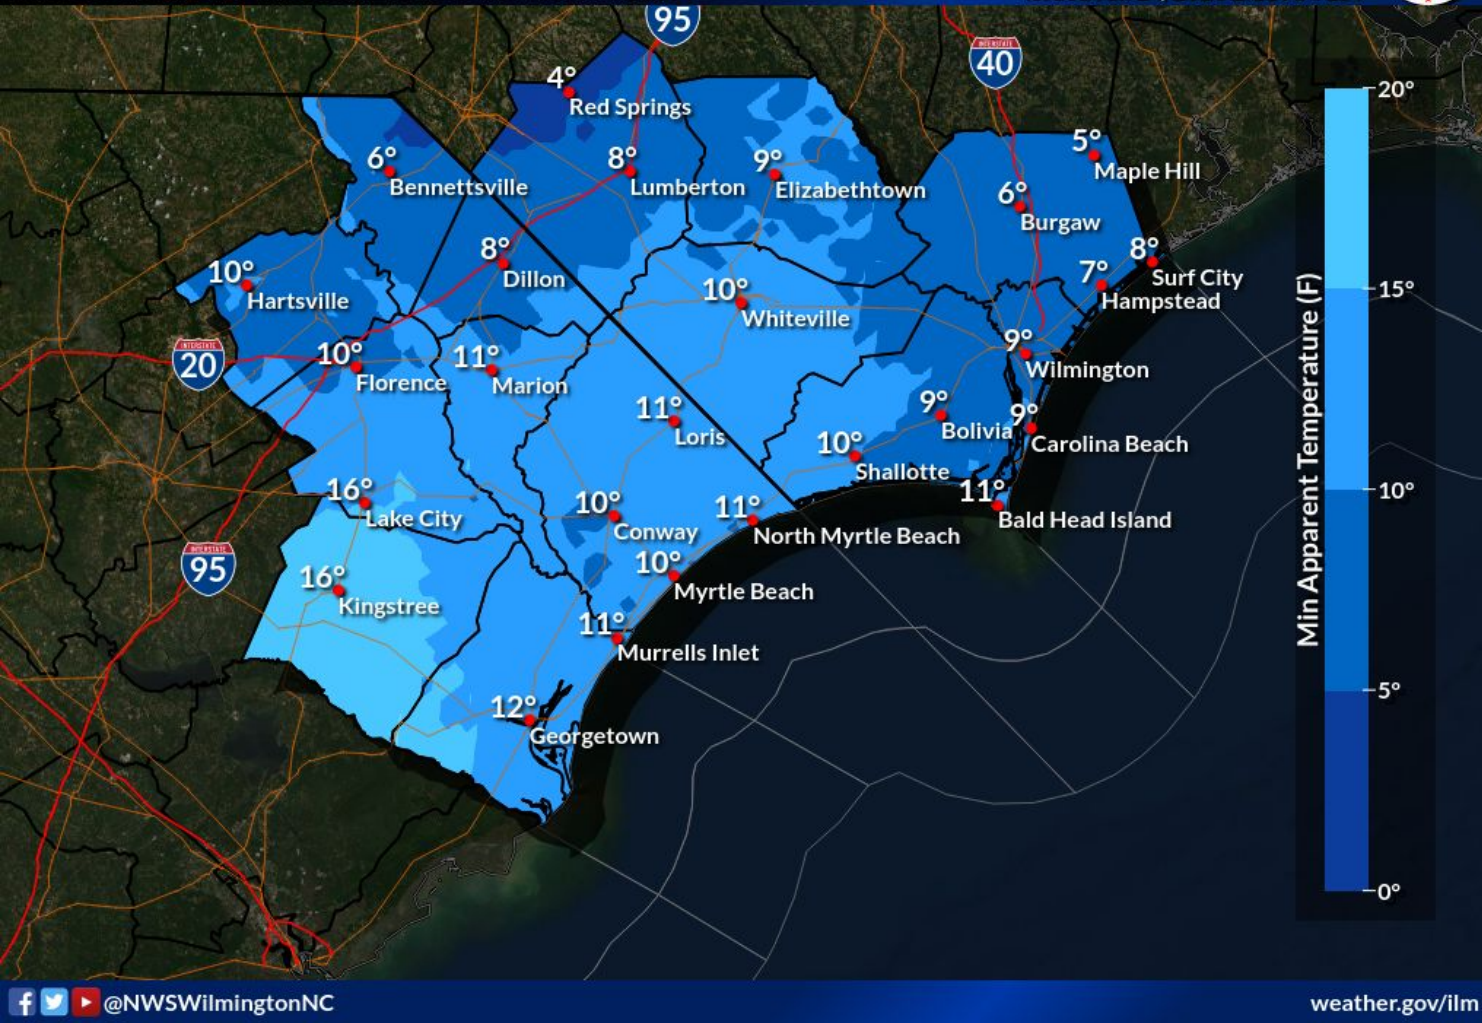 95
INTERSTATE
40
4°
Red Springs
6°
Bennettsville
8°
Lumberton
9°
Elizabethtown
5°
Maple Hill
6°
Burgaw
8°
Surf City
7°
Hampstead
10°
Hartsville
8°
Dillon
10°
Whiteville
INTERSTATE
20
10°
Florence
11°
Marion
9°
Wilmington
11°
Loris
9°
Bolivia
9°
Carolina Beach
10°
Shallotte
16°
Lake City
10°
Conway
11°
North Myrtle Beach
11°
Bald Head Island
INTERSTATE
95
16°
Kingstree
10°
Myrtle Beach
11°
Murrells Inlet
12°
Georgetown
20°
15°
10°
5°
0°
Min Apparent Temperature (F)
@NWSWilmingtonNC
weather.gov/ilm